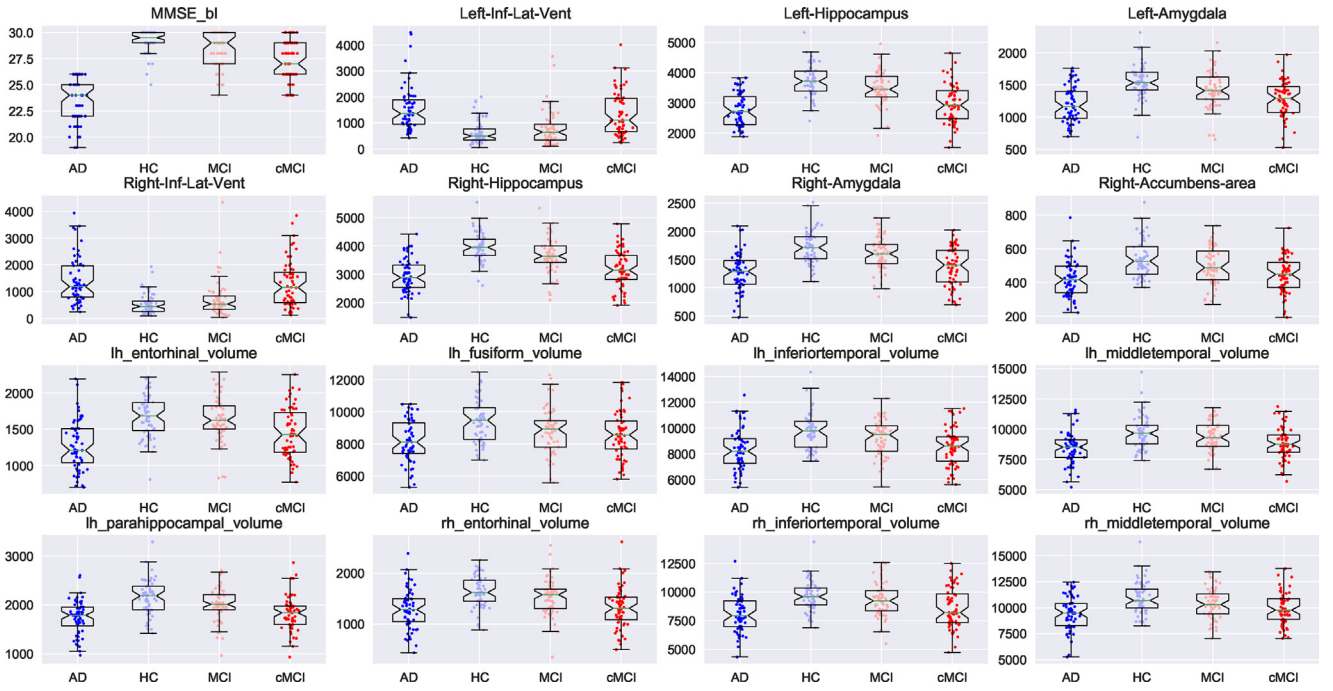 MMSE_bl
30.0
27.5
25.0
22.5
20.0
AD HC MCI cMCI
Left-Inf-Lat-Vent
4000
3000
2000
1000
0
AD HC MCI cMCI
Left-Hippocampus
5000
4000
3000
2000
AD HC MCI cMCI
Left-Amygdala
2000
1500
1000
500
AD HC MCI cMCI
Right-Inf-Lat-Vent
4000
3000
2000
1000
0
AD HC MCI cMCI
Right-Hippocampus
5000
4000
3000
2000
AD HC MCI cMCI
Right-Amygdala
2500
2000
1500
1000
500
AD HC MCI cMCI
Right-Accumbens-area
800
600
400
200
AD HC MCI cMCI
lh_entorhinal_volume
2000
1500
1000
AD HC MCI cMCI
lh_fusiform_volume
12000
10000
8000
6000
AD HC MCI cMCI
lh_inferiortemporal_volume
14000
12000
10000
8000
6000
AD HC MCI cMCI
lh_middletemporal_volume
15000
12500
10000
7500
5000
AD HC MCI cMCI
lh_parahippocampal_volume
3000
2000
1000
AD HC MCI cMCI
rh_entorhinal_volume
2000
1000
AD HC MCI cMCI
rh_inferiortemporal_volume
12500
10000
7500
5000
AD HC MCI cMCI
rh_middletemporal_volume
15000
12500
10000
7500
5000
AD HC MCI cMCI